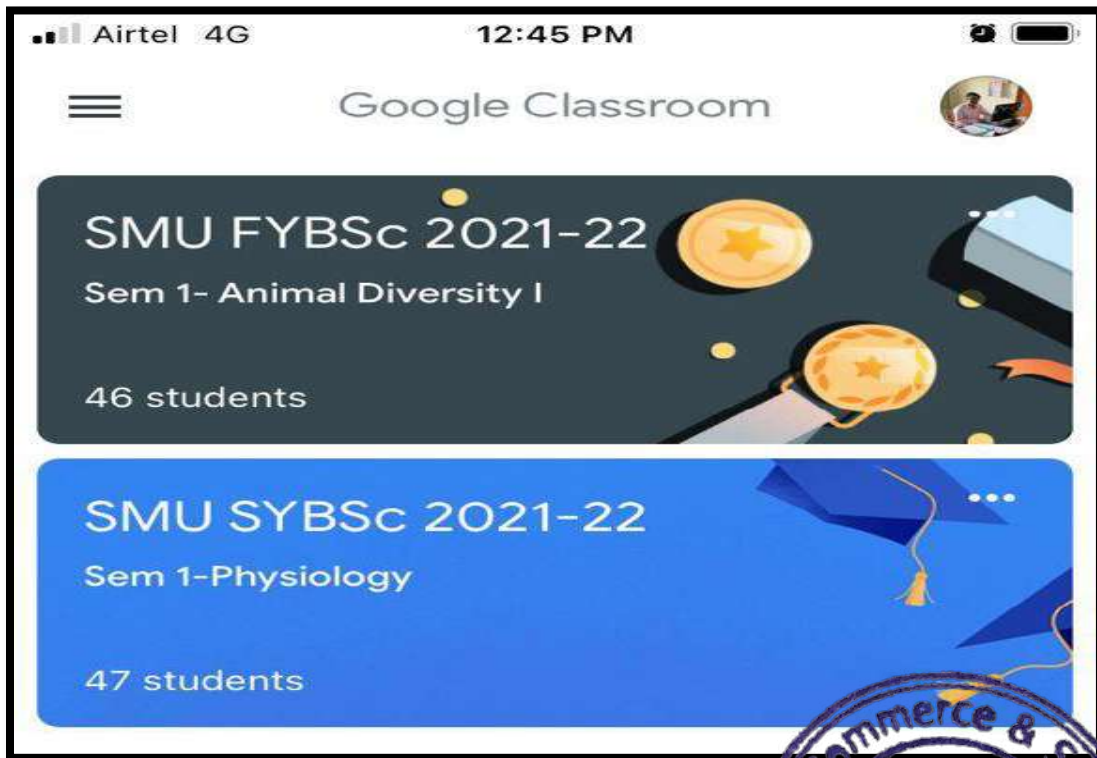 Airtel 4G 12:45 PM
Google Classroom
SMU FYBSc 2021-22
Sem 1- Animal Diversity I
46 students
SMU SYBSc 2021-22
Sem 1-Physiology
47 students
ommerce &